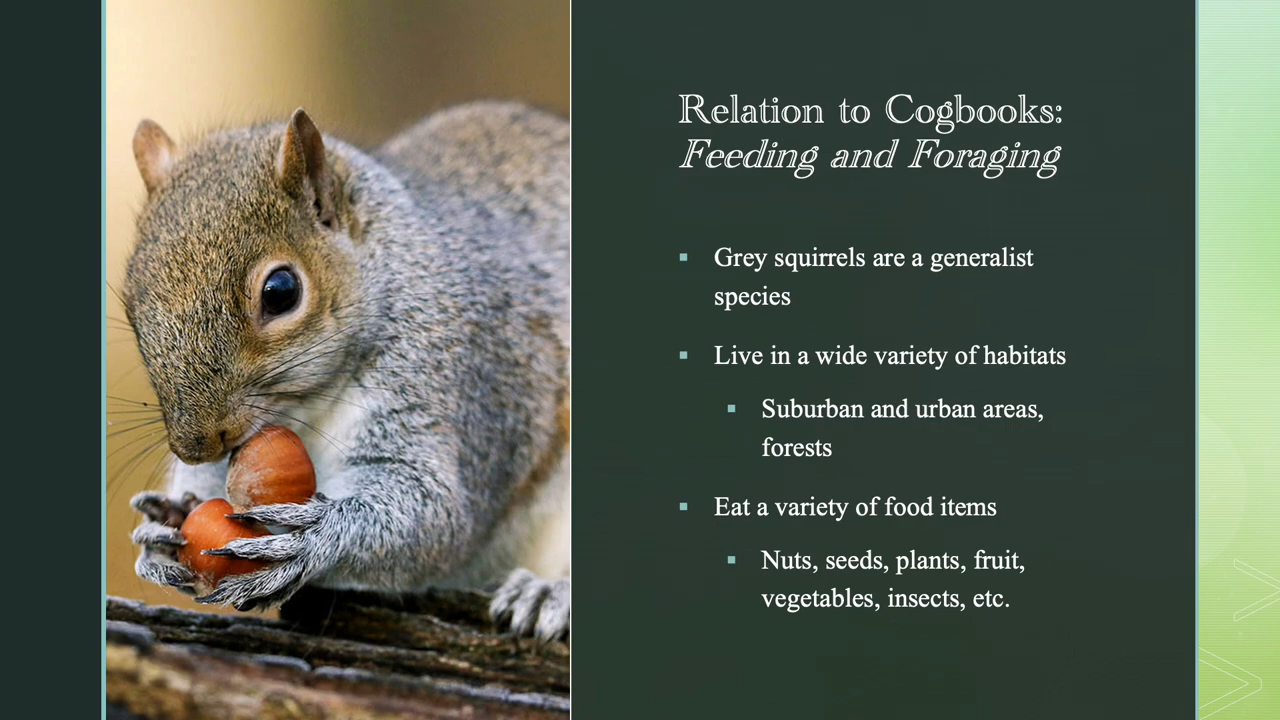 Relation to Cogbooks:
Feeding and Foraging
▪ Grey squirrels are a generalist
species
▪ Live in a wide variety of habitats
▪ Suburban and urban areas,
forests
▪ Eat a variety of food items
▪ Nuts, seeds, plants, fruit,
vegetables, insects, etc.